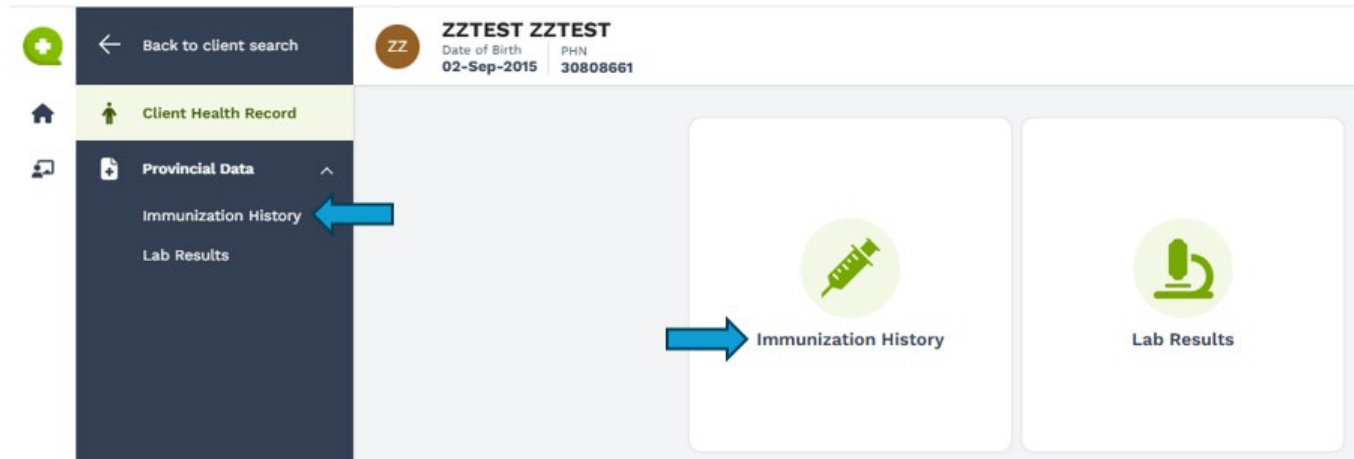 Back to client search
ZZ
ZZTEST ZZTEST
Date of Birth PHN
02-Sep-2015 30808661
Client Health Record
Provincial Data
Immunization History
Lab Results
Immunization History
Lab Results